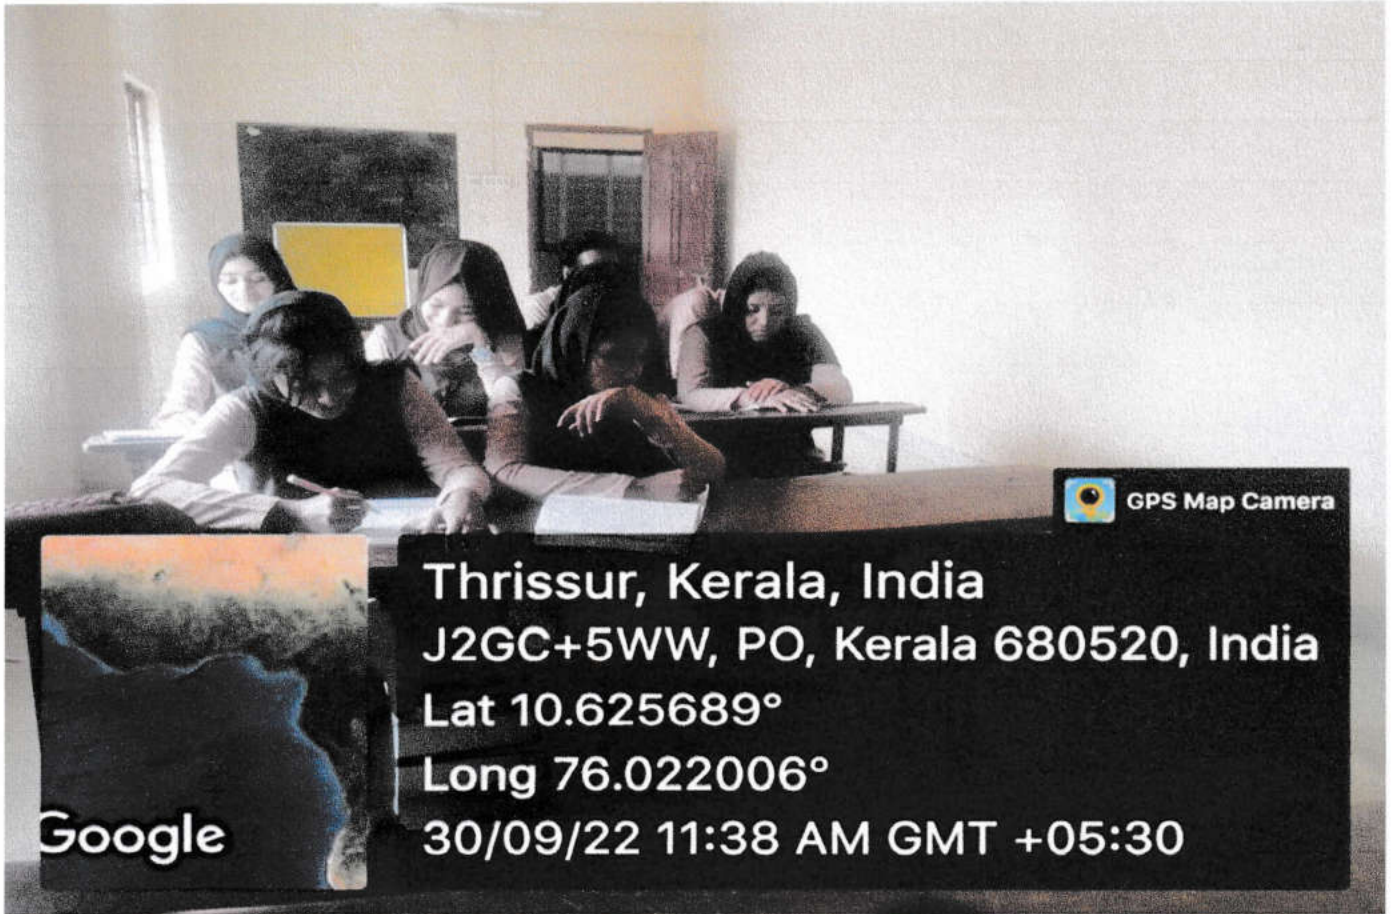 GPS Map Camera
Thrissur, Kerala, India
J2GC+5WW, PO, Kerala 680520, India
Lat 10.625689°
Long 76.022006°
30/09/22 11:38 AM GMT +05:30
Google